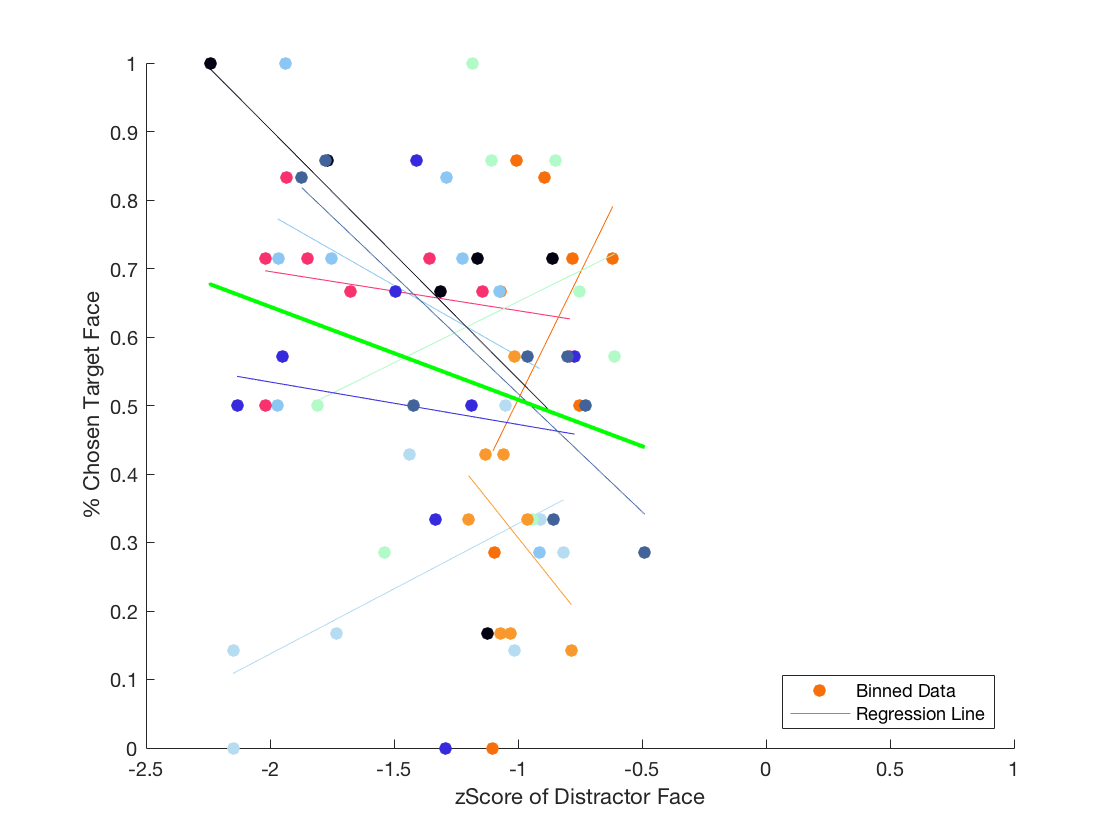 1
0.9
0.8
0.7
0.6
0.5
0.4
0.3
0.2
0.1
0
% Chosen Target Face
-2.5 -2 -1.5 -1 -0.5 0 0.5 1
zScore of Distractor Face
Binned Data
Regression Line